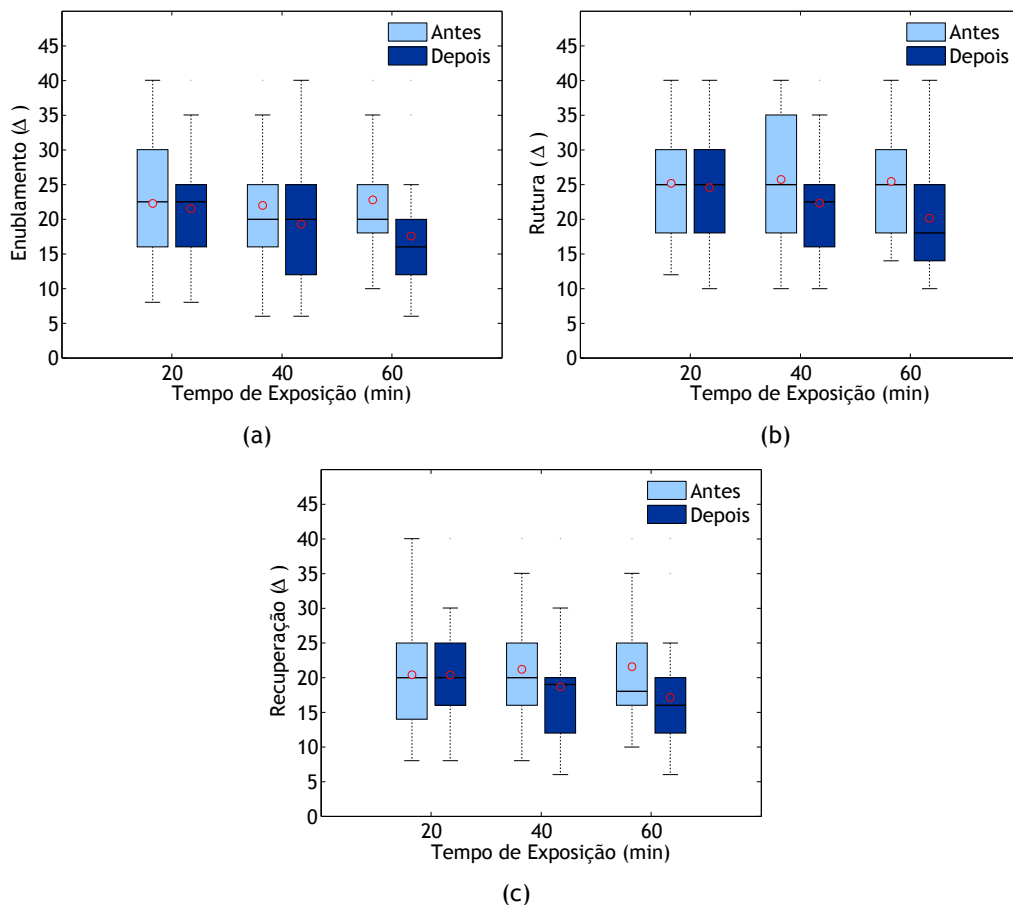 45
40
35
30
25
20
15
10
5
0
Enublamento (Δ )
Antes
Depois
20 40 60
Tempo de Exposição (min)
(a)
45
40
35
30
25
20
15
10
5
0
Rutura ( Δ )
Antes
Depois
20 40 60
Tempo de Exposição (min)
(b)
45
40
35
30
25
20
15
10
5
0
Recuperação (Δ )
Antes
Depois
20 40 60
Tempo de Exposição (min)
(c)